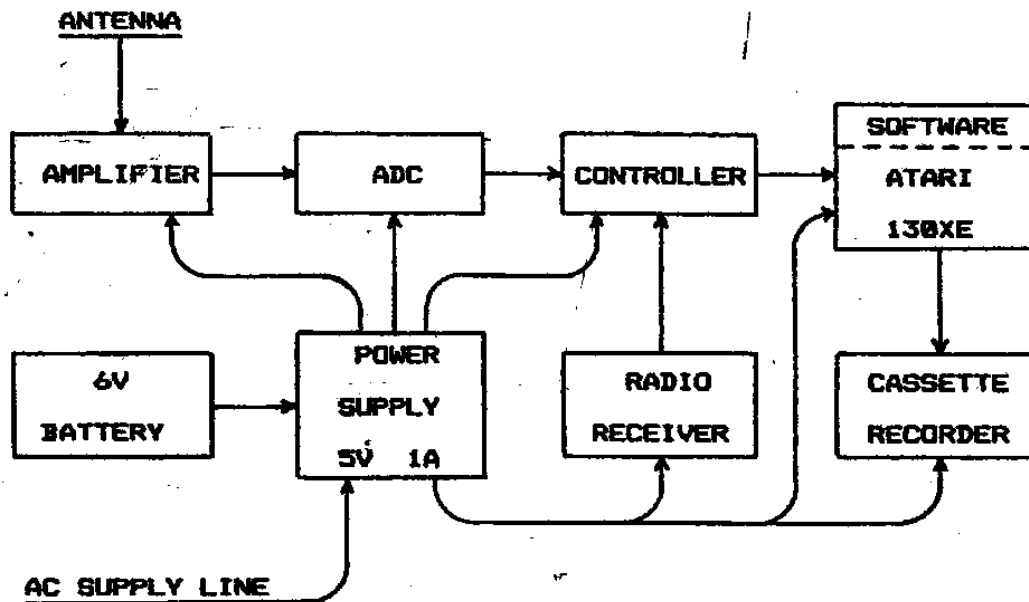 ANTENNA
AMPLIFIER
ADC
CONTROLLER
SOFTWARE
ATARI
130XE
6V
BATTERY
POWER
SUPPLY
5V 1A
RADIO
RECEIVER
CASSETTE
RECORDER
AC SUPPLY LINE